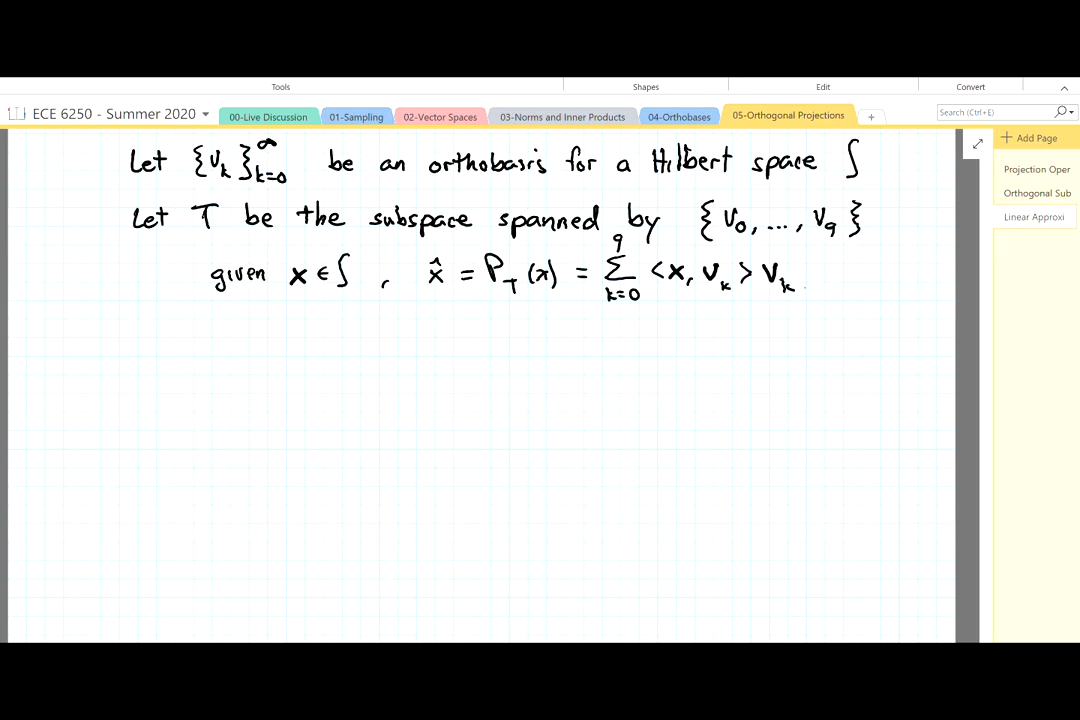 Tools Shapes Edit Convert
ECE 6250 - Summer 2020 00-Live Discussion 01-Sampling 02-Vector Spaces 03-Norms and Inner Products 04-Orthobases 05-Orthogonal Projections + Search (Ctrl+E)
+ Add Page
Projection Oper
Orthogonal Sub
Linear Approxi
Let {v_k}_{k=0}^∞ be an orthobasis for a Hilbert space S
Let T be the subspace spanned by {v_0, ..., v_9}
given x ∈ S, x̂ = P_T(x) = ∑_{k=0}^{9} <x, v_k> v_k